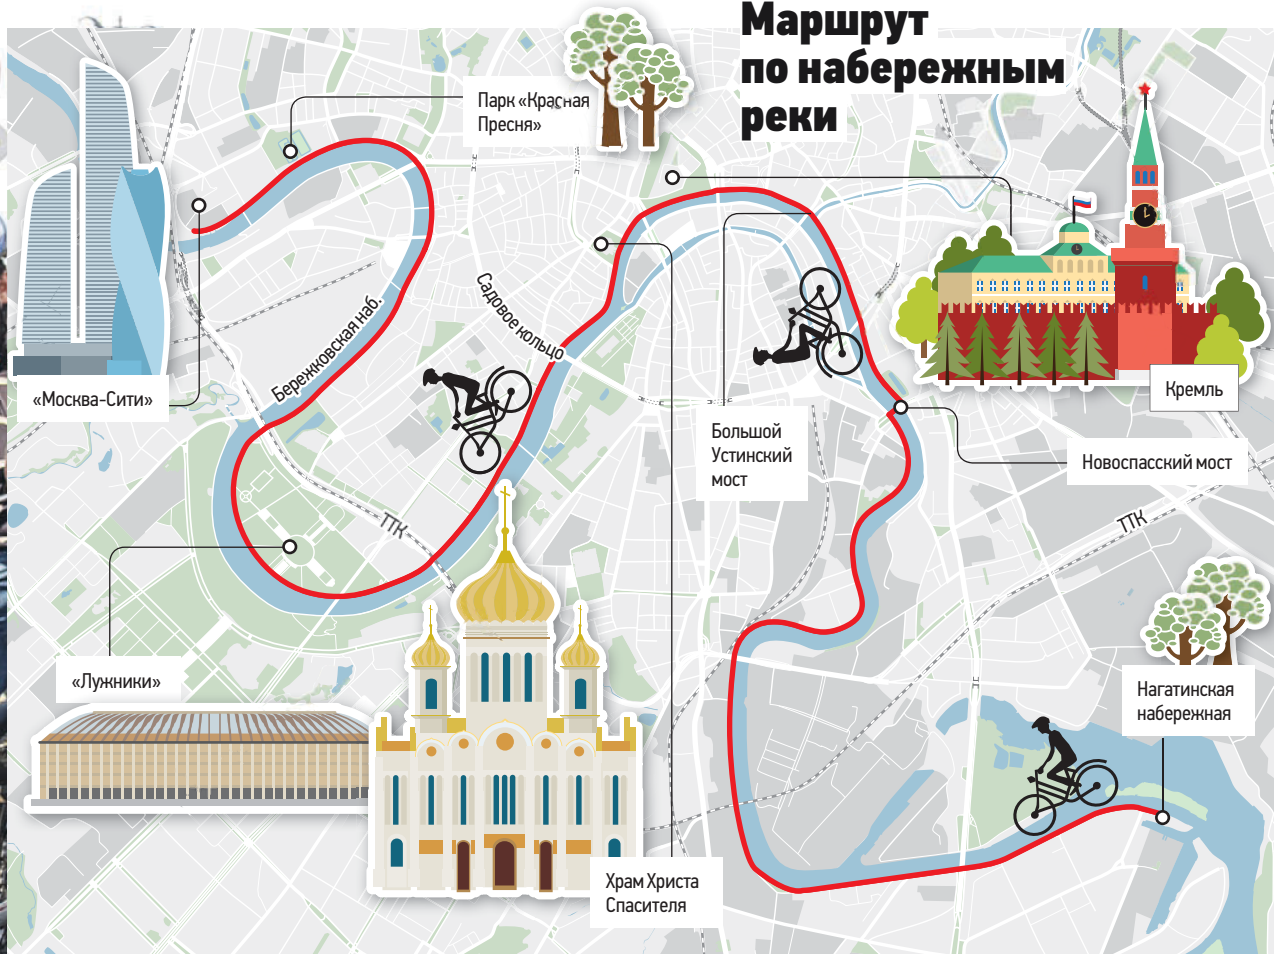 Маршрут
по набережным
реки
Парк «Красная
Пресня»
Садовое кольцо
Бережковская наб.
«Москва-Сити»
Кремль
Большой
Устинский
мост
Новоспасский мост
ТТК
ТТК
«Лужники»
Нагатинская
набережная
Храм Христа
Спасителя